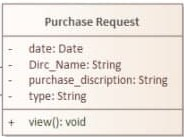 Purchase Request
- date: Date
- Dirc_Name: String
- purchase_discription: String
- type: String
+ view(): void